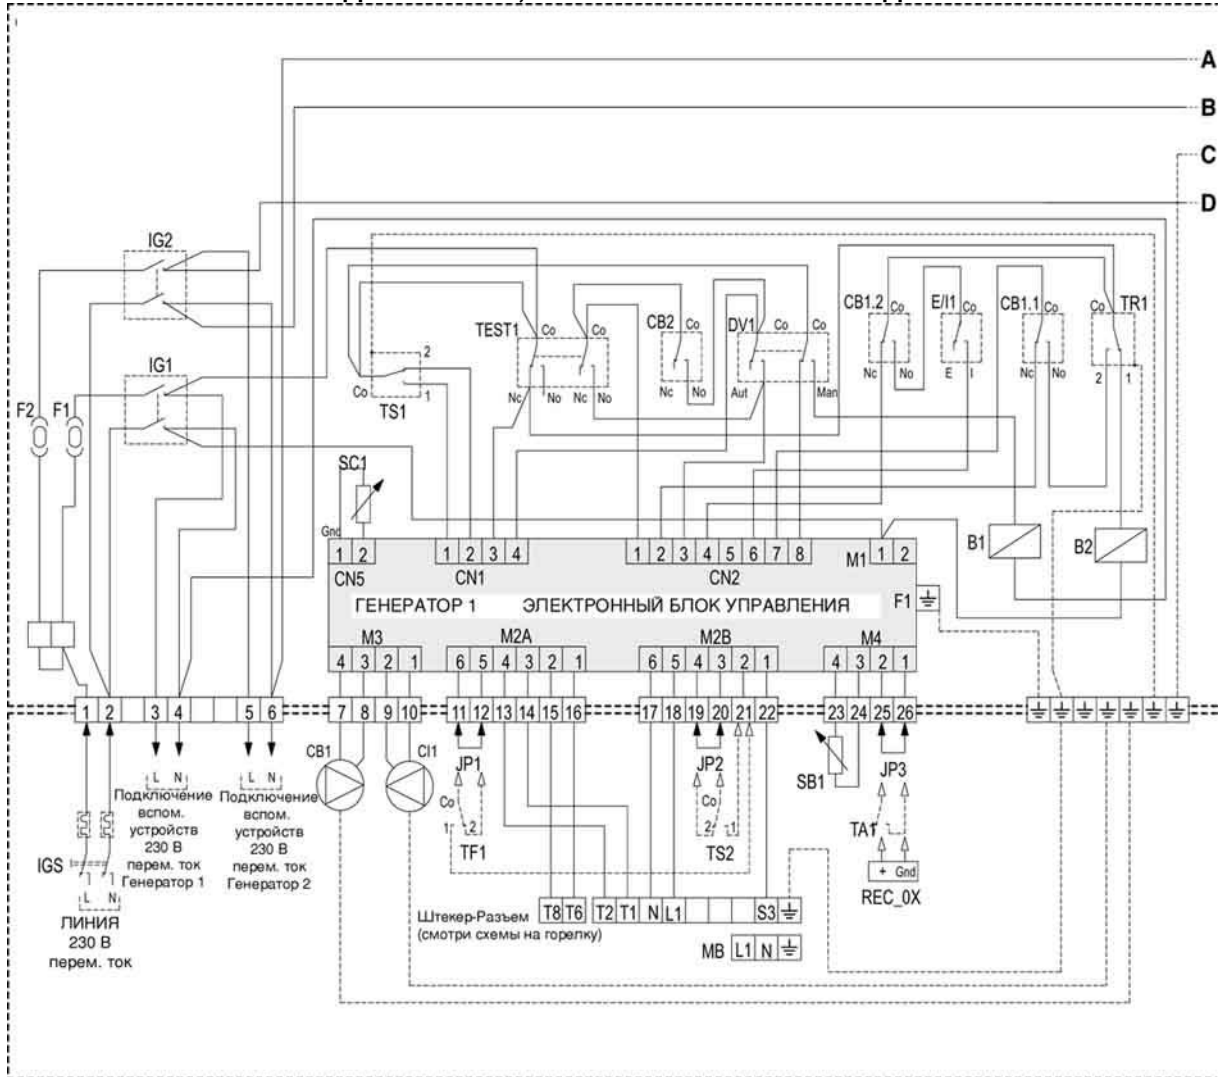 A
B
C
D
IG2
IG1
F2 F1
TEST1 Co Co
Nc No Nc No
2
Co 1
TS1
CB2 Co
Nc No
DV1 Co Co
Aut Man
CB1.2 Co
Nc No
E/I1 Co
E I
CB1.1 Co
Nc No
Co TR1
2 1
SC1
Gnd
1 2
CN5
1 2 3 4
CN1
1 2 3 4 5 6 7 8
CN2
M1 1 2
B1
B2
ГЕНЕРАТОР 1 ЭЛЕКТРОННЫЙ БЛОК УПРАВЛЕНИЯ
F1
M3
4 3 2 1
M2A
6 5 4 3 2 1
M2B
6 5 4 3 2 1
M4
4 3 2 1
1 2 3 4 5 6
7 8 9 10
11 12 13 14 15 16
17 18 19 20 21 22
23 24 25 26
CB1
CI1
JP1
Co
1 2
TF1
JP2
Co
2 1
TS2
SB1
JP3
TA1
+ Gnd
REC_0X
L N
Подключение
вспом.
устройств
230 В
перем. ток
Генератор 1
L N
Подключение
вспом.
устройств
230 В
перем. ток
Генератор 2
IGS
L N
ЛИНИЯ
230 В
перем. ток
Штекер-Разъем
(смотри схемы на горелку)
T8 T6 T2 T1 N L1 S3
MB L1 N